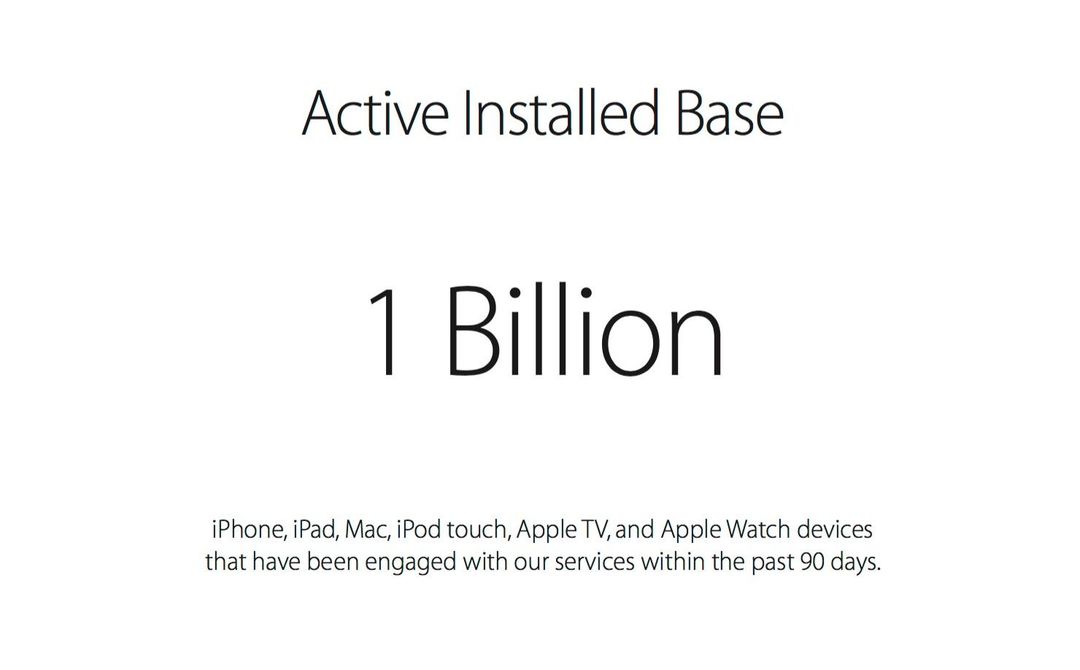 Active Installed Base
1 Billion
iPhone, iPad, Mac, iPod touch, Apple TV, and Apple Watch devices
that have been engaged with our services within the past 90 days.